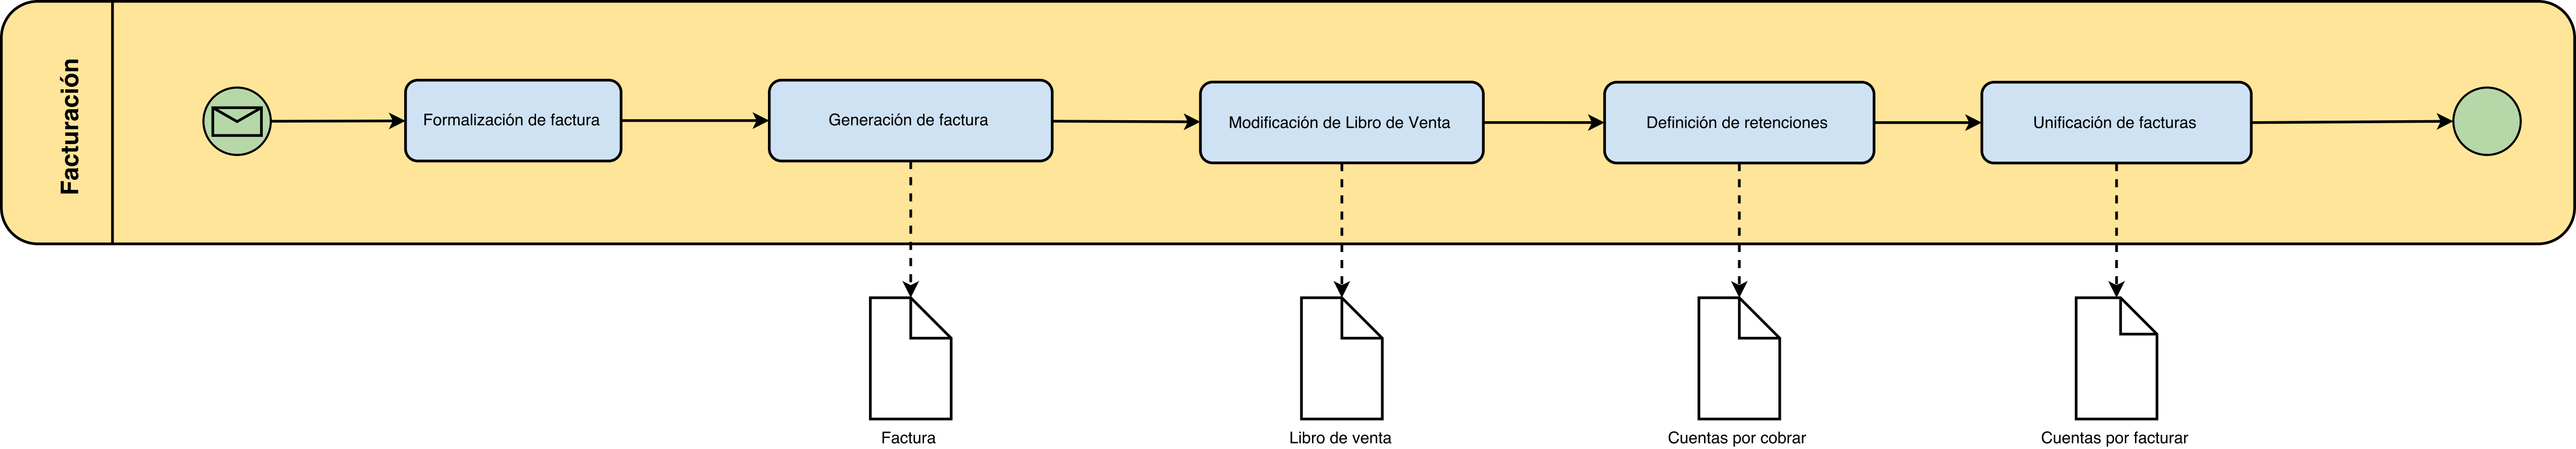 Facturación
Formalización de factura
Generación de factura
Modificación de Libro de Venta
Definición de retenciones
Unificación de facturas
Factura
Libro de venta
Cuentas por cobrar
Cuentas por facturar